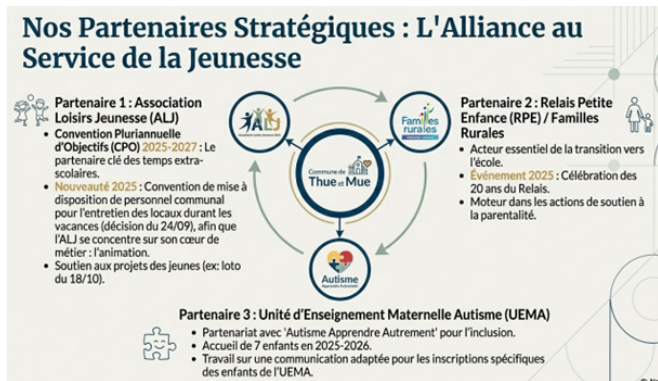 Nos Partenaires Stratégiques : L'Alliance au
Service de la Jeunesse
Partenaire 1 : Association
Loisirs Jeunesse (ALJ)
• Convention Pluriannuelle
d'Objectifs (CPO) 2025-2027 : Le
partenaire clé des temps extra-
scolaires.
• Nouveauté 2025 : Convention de mise à
disposition de personnel communal
pour l'entretien des locaux durant les
vacances (décision du 24/09), afin que
l'ALJ se concentre sur son cœur de
métier : l'animation.
• Soutien aux projets des jeunes (ex: loto
du 18/10).
ALJ
Familles
rurales
Commune de
Thue et Mue
Autisme
Apprendre Autrement
Partenaire 2 : Relais Petite
Enfance (RPE) / Familles
Rurales
• Acteur essentiel de la transition vers
l'école.
• Événement 2025 : Célébration des
20 ans du Relais.
• Moteur dans les actions de soutien à
la parentalité.
Partenaire 3 : Unité d'Enseignement Maternelle Autisme (UEMA)
• Partenariat avec 'Autisme Apprendre Autrement' pour l'inclusion.
• Accueil de 7 enfants en 2025-2026.
• Travail sur une communication adaptée pour les inscriptions spécifiques
des enfants de l'UEMA.